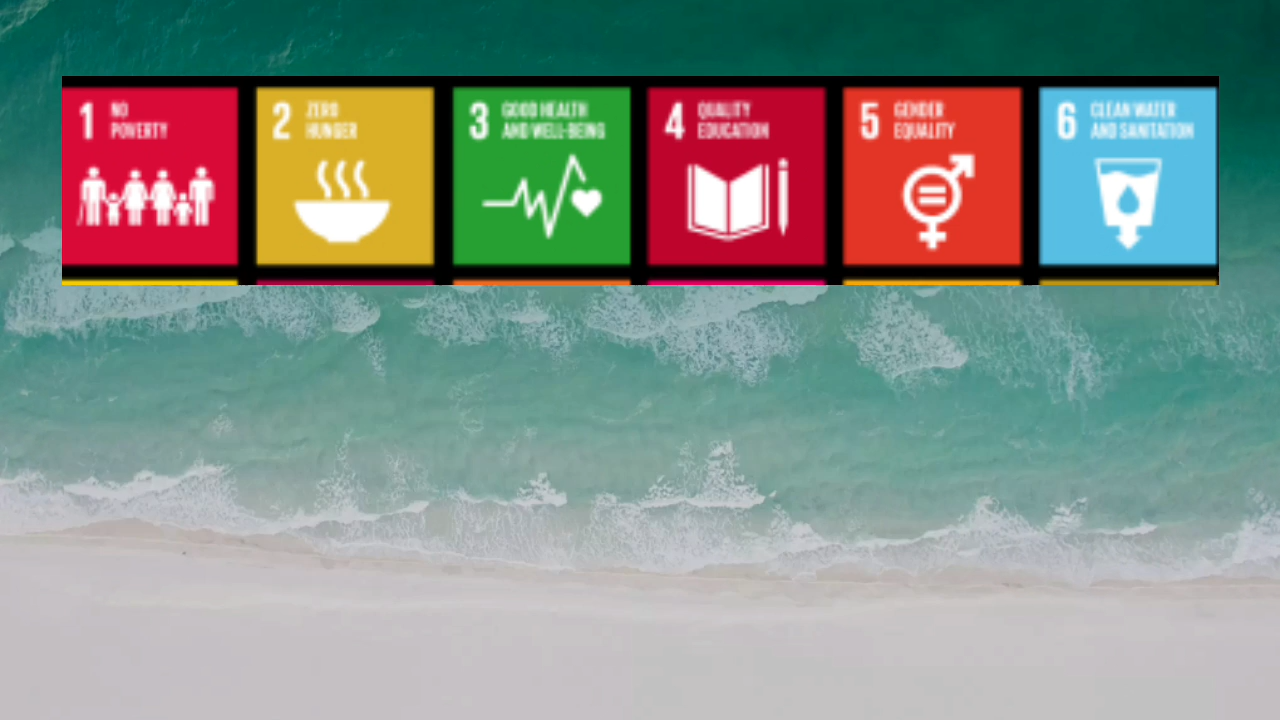 1 NO
POVERTY
2 ZERO
HUNGER
3 GOOD HEALTH
AND WELL-BEING
4 QUALITY
EDUCATION
5 GENDER
EQUALITY
6 CLEAN WATER
AND SANITATION